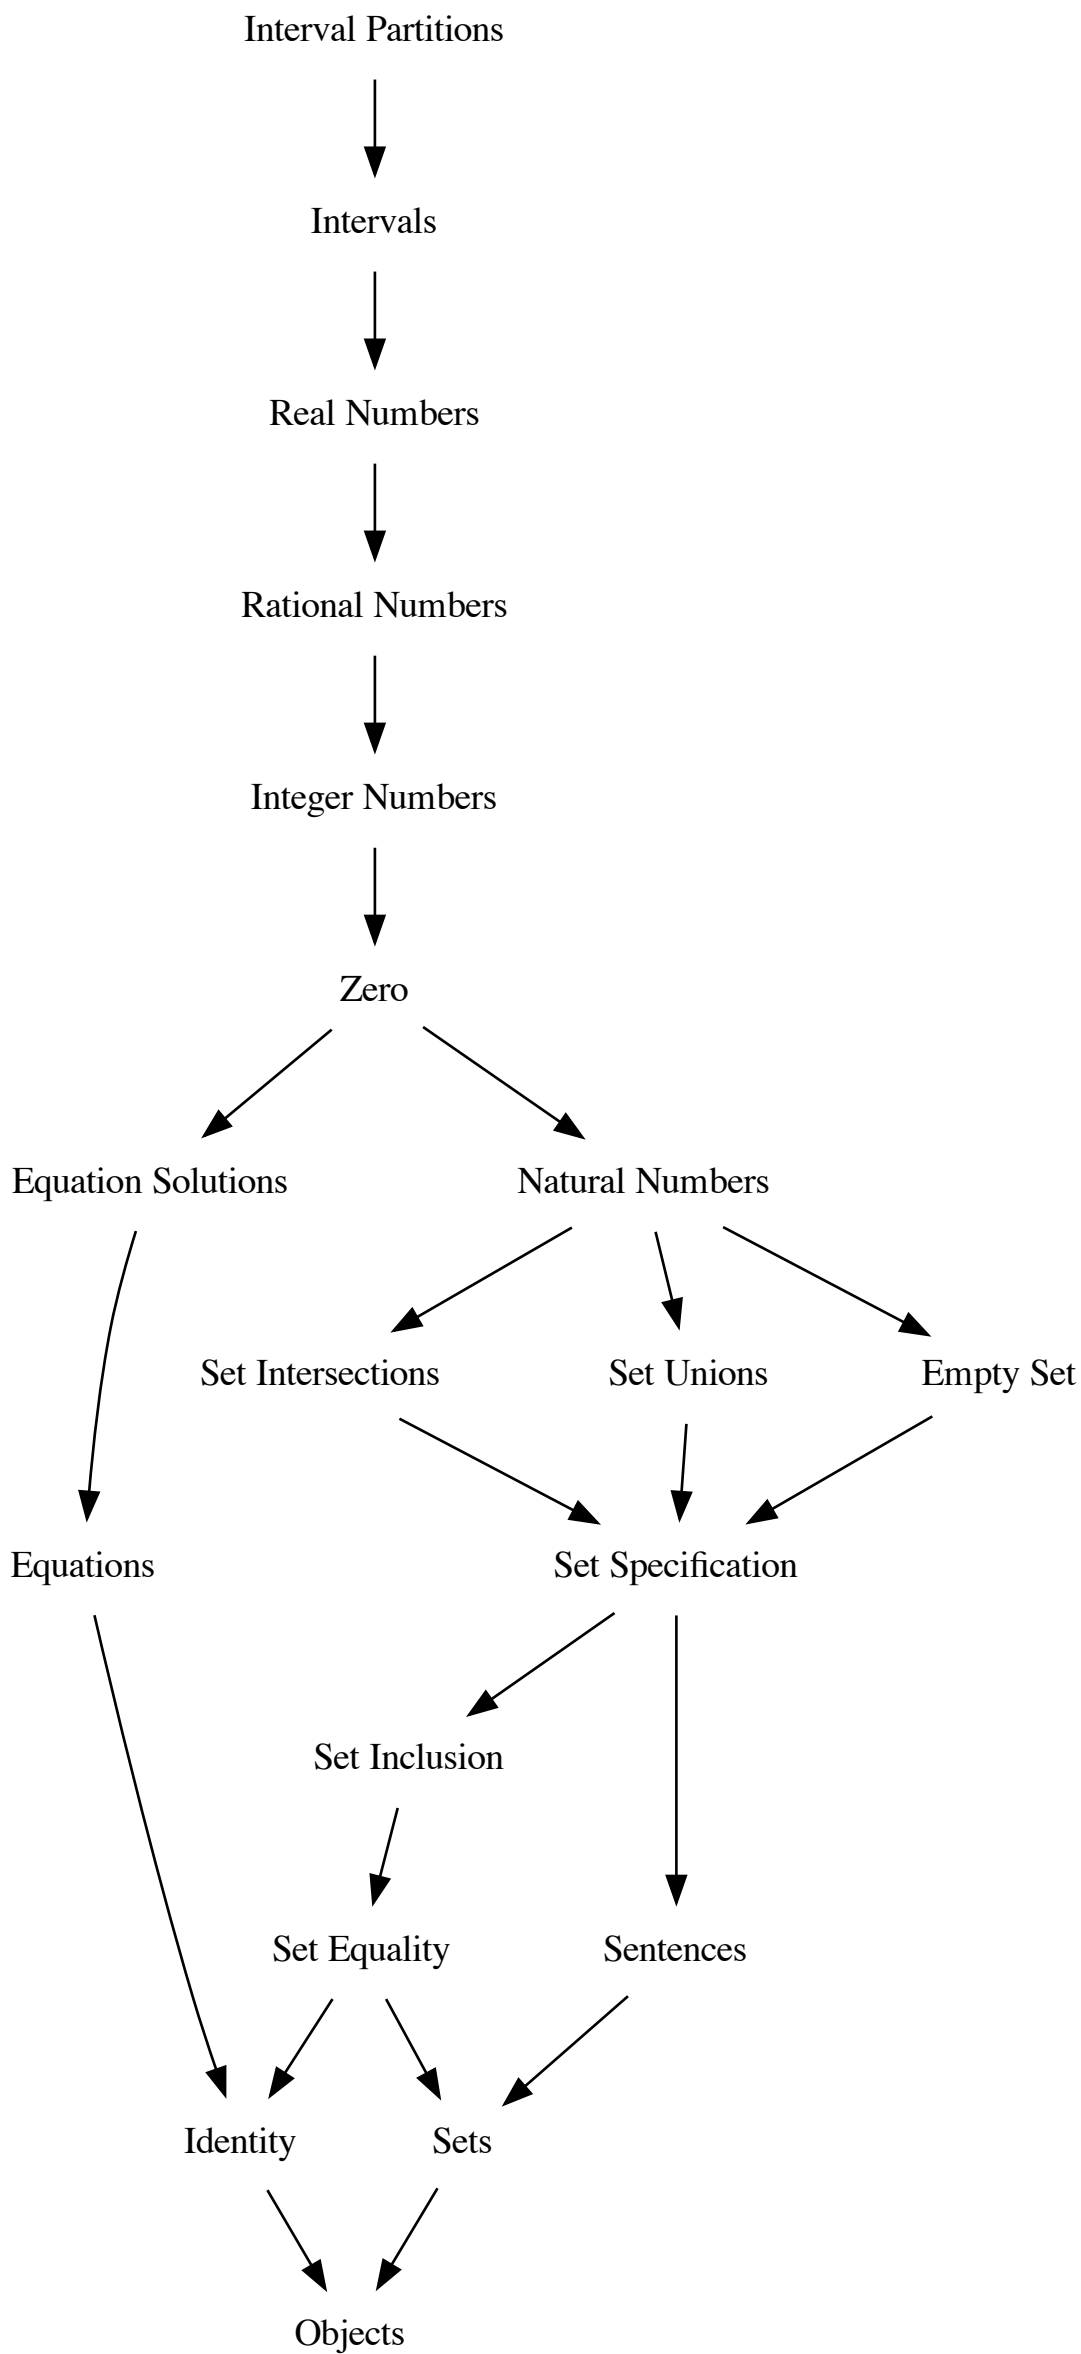 Interval Partitions
Intervals
Real Numbers
Rational Numbers
Integer Numbers
Zero
Equation Solutions
Natural Numbers
Set Intersections
Set Unions
Empty Set
Equations
Set Specification
Set Inclusion
Set Equality
Sentences
Identity
Sets
Objects